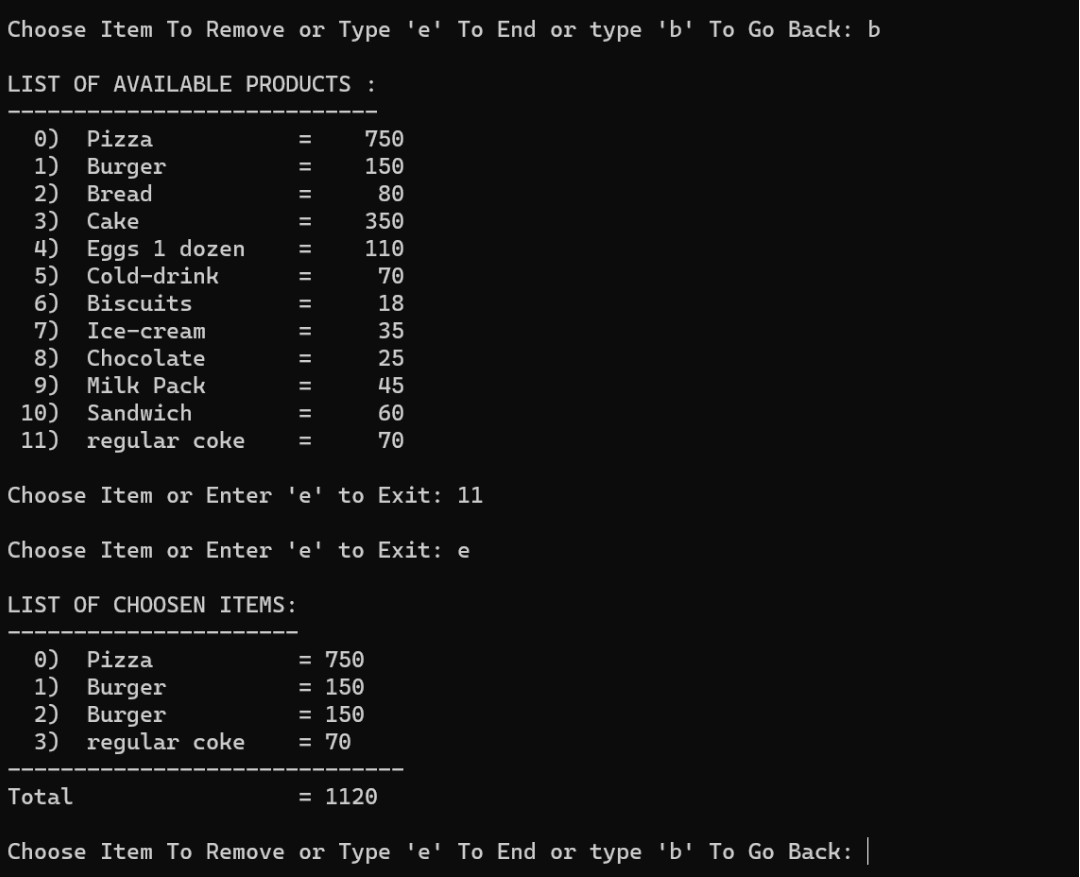 Choose Item To Remove or Type 'e' To End or type 'b' To Go Back: b
LIST OF AVAILABLE PRODUCTS :
----------------------------
  0)  Pizza           =    750
  1)  Burger          =    150
  2)  Bread           =     80
  3)  Cake            =    350
  4)  Eggs 1 dozen    =    110
  5)  Cold-drink      =     70
  6)  Biscuits        =     18
  7)  Ice-cream       =     35
  8)  Chocolate       =     25
  9)  Milk Pack       =     45
 10)  Sandwich        =     60
 11)  regular coke    =     70
Choose Item or Enter 'e' to Exit: 11
Choose Item or Enter 'e' to Exit: e
LIST OF CHOOSEN ITEMS:
----------------------
  0)  Pizza           = 750
  1)  Burger          = 150
  2)  Burger          = 150
  3)  regular coke    = 70
------------------------------
Total                 = 1120
Choose Item To Remove or Type 'e' To End or type 'b' To Go Back: